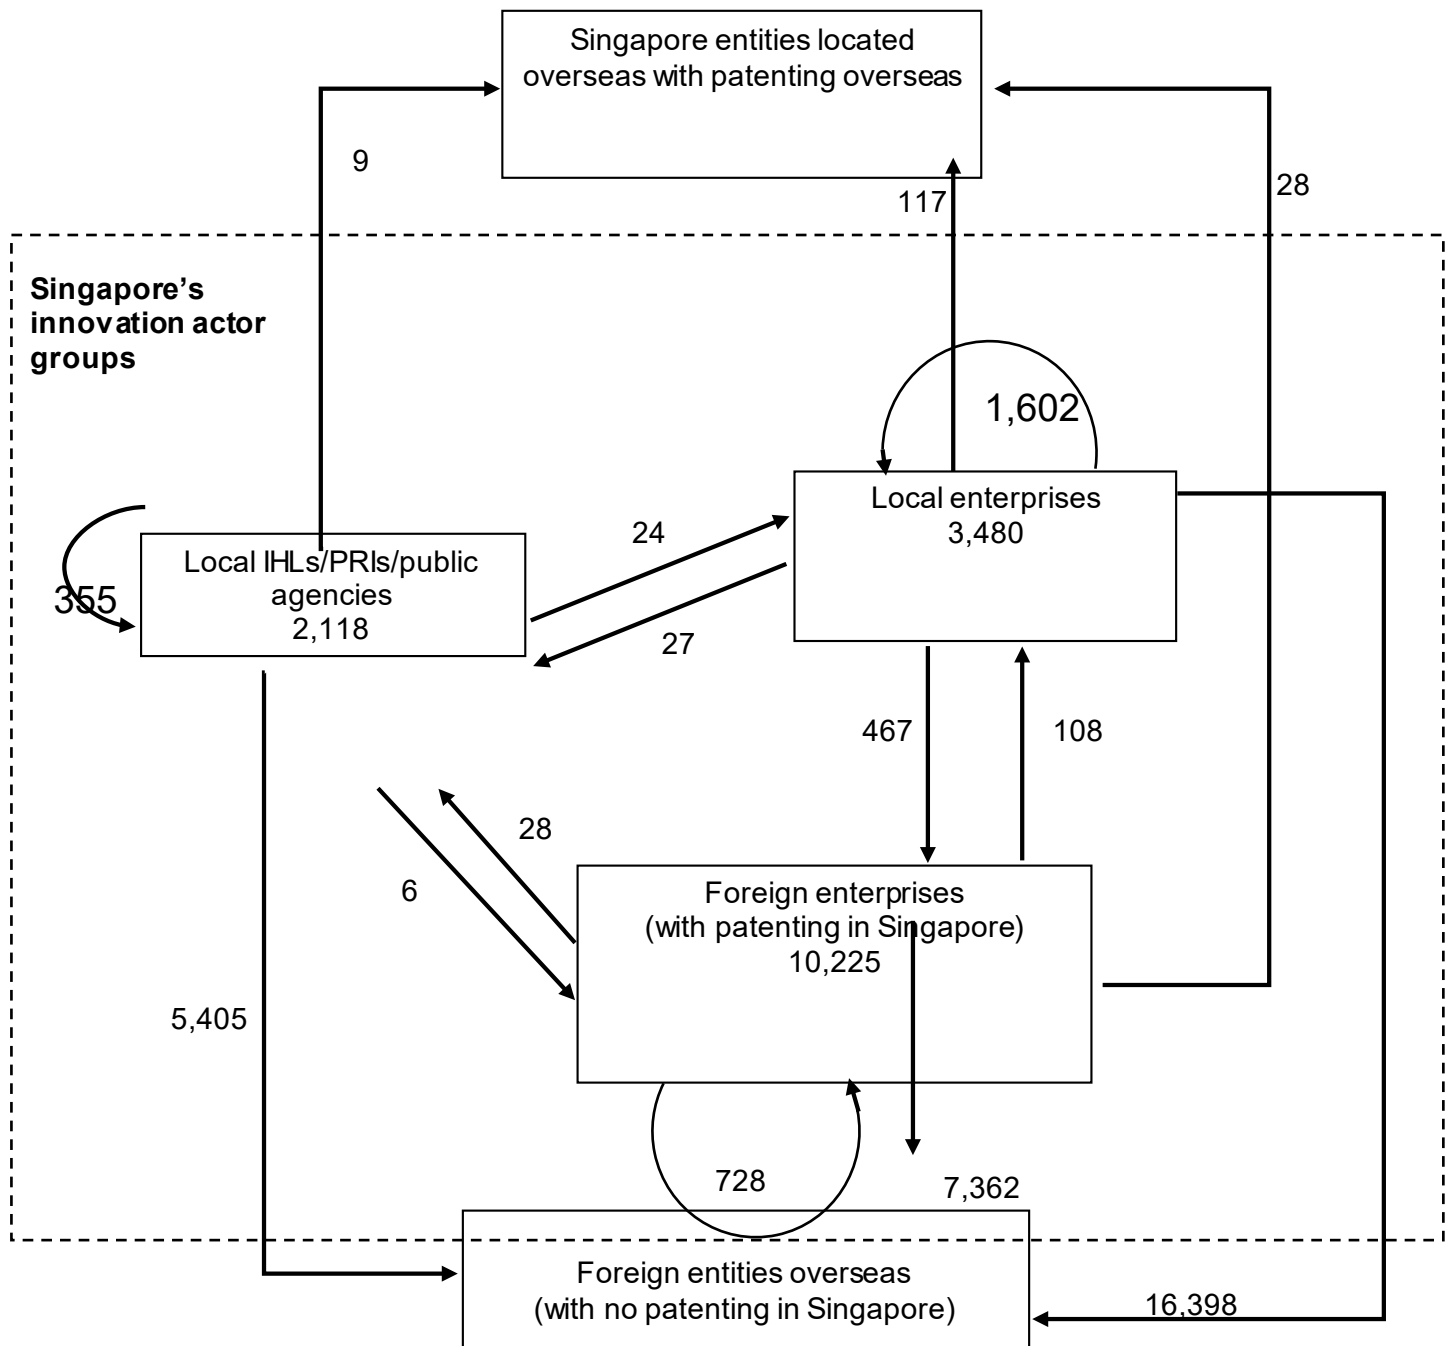 Singapore entities located
overseas with patenting overseas
9
117
28
Singapore's
innovation actor
groups
1,602
Local enterprises
3,480
24
Local IHLs/PRIs/public
agencies
2,118
355
27
467
108
28
6
Foreign enterprises
(with patenting in Singapore)
10,225
5,405
728
7,362
Foreign entities overseas
(with no patenting in Singapore)
16,398